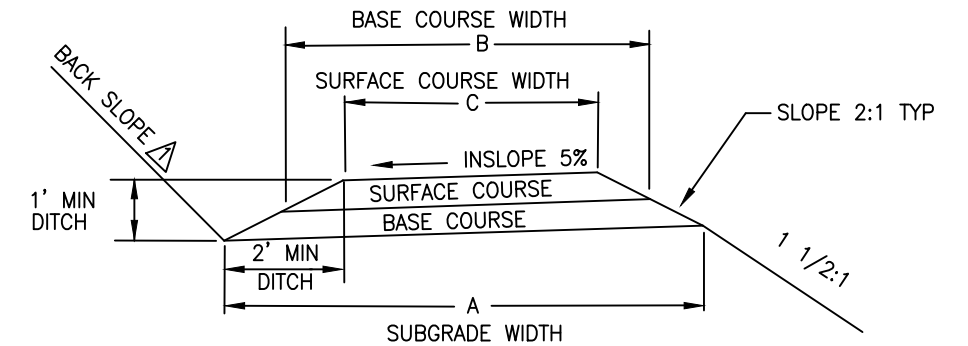 BASE COURSE WIDTH
B
SURFACE COURSE WIDTH
C
BACK SLOPE 1
SLOPE 2:1 TYP
INSLOPE 5%
SURFACE COURSE
BASE COURSE
1' MIN
DITCH
2' MIN
DITCH
1 1/2:1
A
SUBGRADE WIDTH